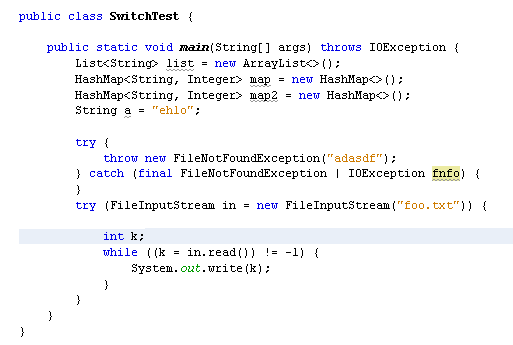 public class SwitchTest {
public static void main(String[] args) throws IOException {
List<String> list = new ArrayList<>();
HashMap<String, Integer> map = new HashMap<>();
HashMap<String, Integer> map2 = new HashMap<>();
String a = "ehlo";
try {
throw new FileNotFoundException("adasdf");
} catch (final FileNotFoundException | IOException fnfo) {
}
try (FileInputStream in = new FileInputStream("foo.txt")) {
int k;
while ((k = in.read()) != -1) {
System.out.write(k);
}
}
}
}